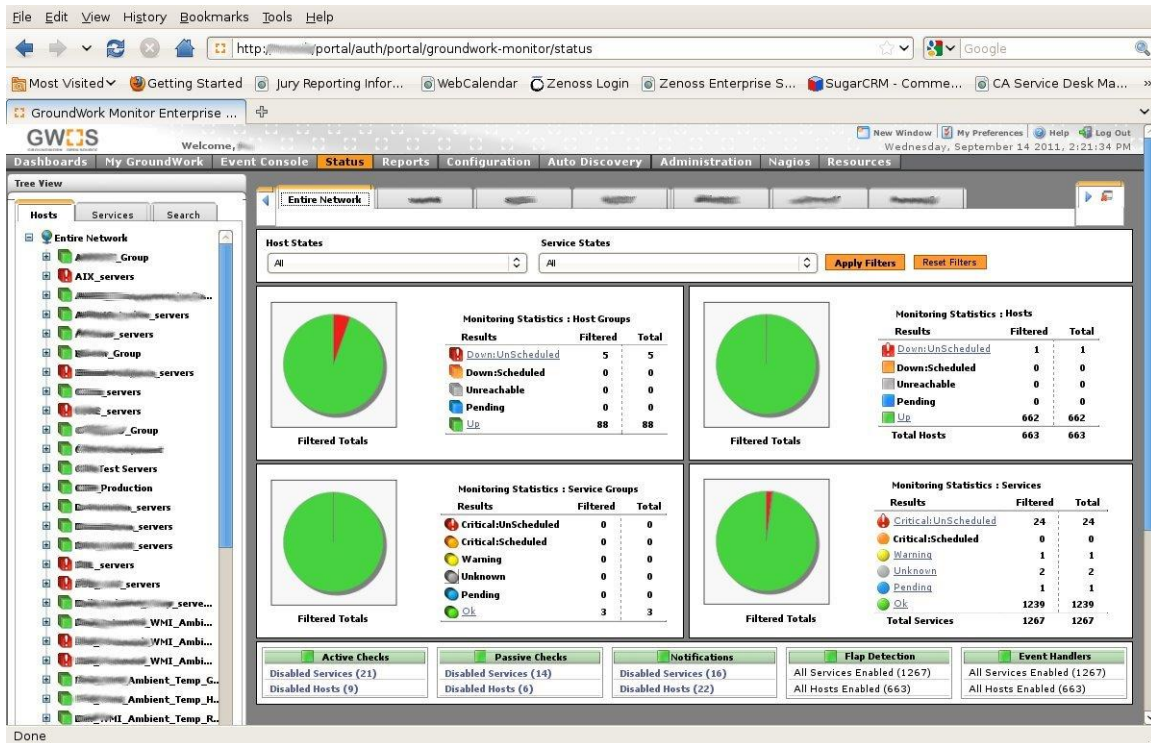 File Edit View History Bookmarks Tools Help
http:/ /portal/auth/portal/groundwork-monitor/status
Google
Most Visited Getting Started Jury Reporting Infor... WebCalendar Zenoss Login Zenoss Enterprise S... SugarCRM - Comme... CA Service Desk Ma... »
GroundWork Monitor Enterprise ...
GWOS
Welcome,
New Window My Preferences Help Log Out
Wednesday, September 14 2011, 2:21:34 PM
Dashboards My GroundWork Event Console Status Reports Configuration Auto Discovery Administration Nagios Resources
Tree View
Hosts Services Search
Entire Network
_Group
AIX_servers
...
_servers
_servers
_Group
_servers
_servers
_servers
_Group
Test Servers
_Production
_servers
_servers
_servers
_servers
_servers
_serve...
_WMI_Ambi...
WMI_Ambi...
_WMI_Ambi...
Ambient_Temp_G..
_Ambient_Temp_H..
WMI_Ambient_Temp_R..
Entire Network
Host States
All
Service States
All
Apply Filters
Reset Filters
Filtered Totals
Monitoring Statistics : Host Groups
Results Filtered Total
Down:UnScheduled 5 5
Down:Scheduled 0 0
Unreachable 0 0
Pending 0 0
Up 88 88
Filtered Totals
Monitoring Statistics : Hosts
Results Filtered Total
Down:UnScheduled 1 1
Down:Scheduled 0 0
Unreachable 0 0
Pending 0 0
Up 662 662
Total Hosts 663 663
Filtered Totals
Monitoring Statistics : Service Groups
Results Filtered Total
Critical:UnScheduled 0 0
Critical:Scheduled 0 0
Warning 0 0
Unknown 0 0
Pending 0 0
Ok 3 3
Filtered Totals
Monitoring Statistics : Services
Results Filtered Total
Critical:UnScheduled 24 24
Critical:Scheduled 0 0
Warning 1 1
Unknown 2 2
Pending 1 1
Ok 1239 1239
Total Services 1267 1267
Active Checks
Disabled Services (21)
Disabled Hosts (9)
Passive Checks
Disabled Services (14)
Disabled Hosts (6)
Notifications
Disabled Services (16)
Disabled Hosts (22)
Flap Detection
All Services Enabled (1267)
All Hosts Enabled (663)
Event Handlers
All Services Enabled (1267)
All Hosts Enabled (663)
Done